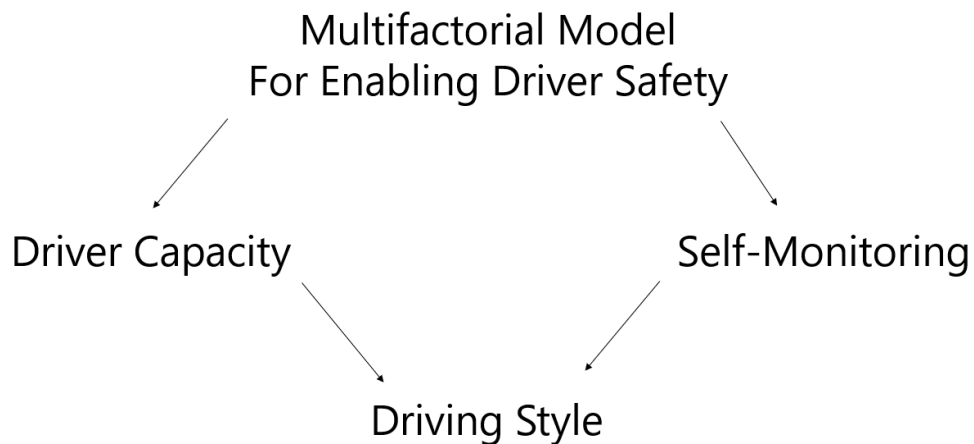 Multifactorial Model
For Enabling Driver Safety
Driver Capacity
Self-Monitoring
Driving Style